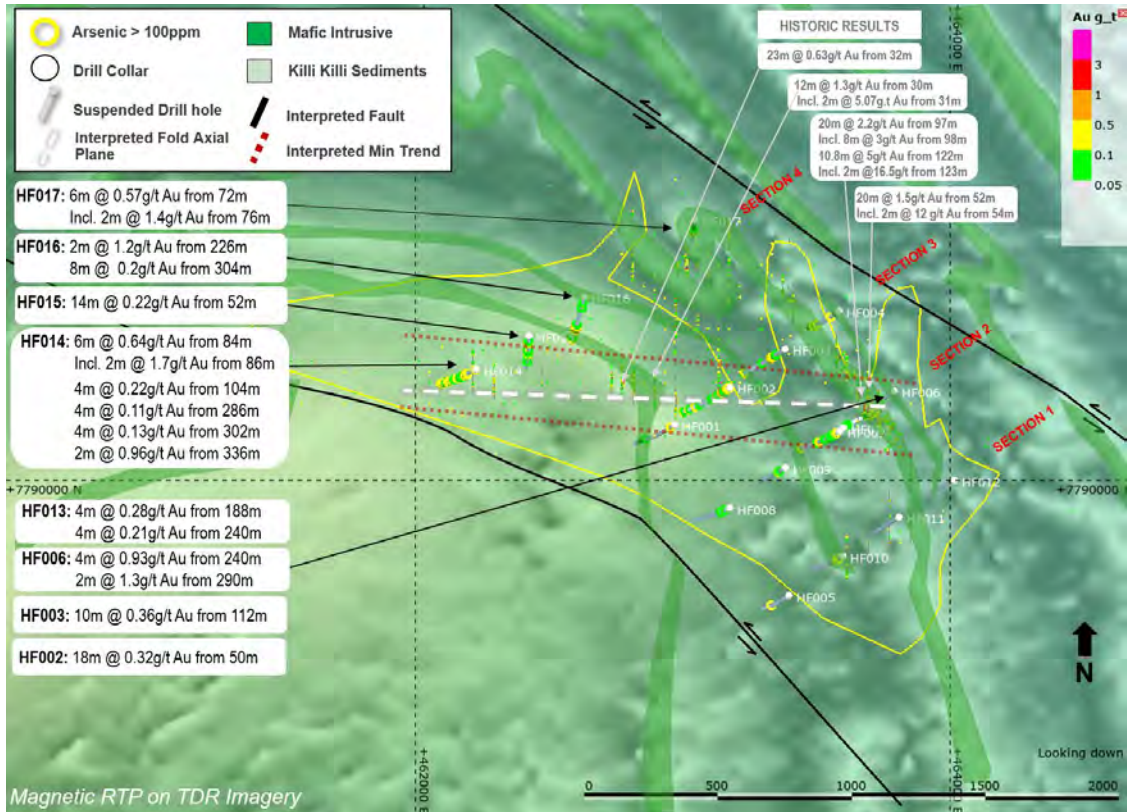 Arsenic > 100ppm
Drill Collar
Suspended Drill hole
Interpreted Fold Axial
Plane
Mafic Intrusive
Killi Killi Sediments
Interpreted Fault
Interpreted Min Trend
HISTORIC RESULTS
23m @ 0.63g/t Au from 32m
12m @ 1.3g/t Au from 30m
Incl. 2m @ 5.07g.t Au from 31m
20m @ 2.2g/t Au from 97m
Incl. 8m @ 3g/t Au from 98m
10.8m @ 5g/t Au from 122m
Incl. 2m @16.5g/t from 123m
20m @ 1.5g/t Au from 52m
Incl. 2m @ 12 g/t Au from 54m
+464000 E
Au g_t
3
1
0.5
0.1
0.05
HF017: 6m @ 0.57g/t Au from 72m
Incl. 2m @ 1.4g/t Au from 76m
HF016: 2m @ 1.2g/t Au from 226m
8m @ 0.2g/t Au from 304m
HF015: 14m @ 0.22g/t Au from 52m
HF014: 6m @ 0.64g/t Au from 84m
Incl. 2m @ 1.7g/t Au from 86m
4m @ 0.22g/t Au from 104m
4m @ 0.11g/t Au from 286m
4m @ 0.13g/t Au from 302m
2m @ 0.96g/t Au from 336m
HF013: 4m @ 0.28g/t Au from 188m
4m @ 0.21g/t Au from 240m
HF006: 4m @ 0.93g/t Au from 240m
2m @ 1.3g/t Au from 290m
HF003: 10m @ 0.36g/t Au from 112m
HF002: 18m @ 0.32g/t Au from 50m
SECTION 4
SECTION 3
SECTION 2
SECTION 1
HF016
HF004
HF014
HF002
HF006
HF001
HF009
HF012
HF008
HF011
HF010
HF005
+7790000 N
+7790000 N
N
Looking down
+462000 E
+464000 E
0
500
1000
1500
2000
Magnetic RTP on TDR Imagery